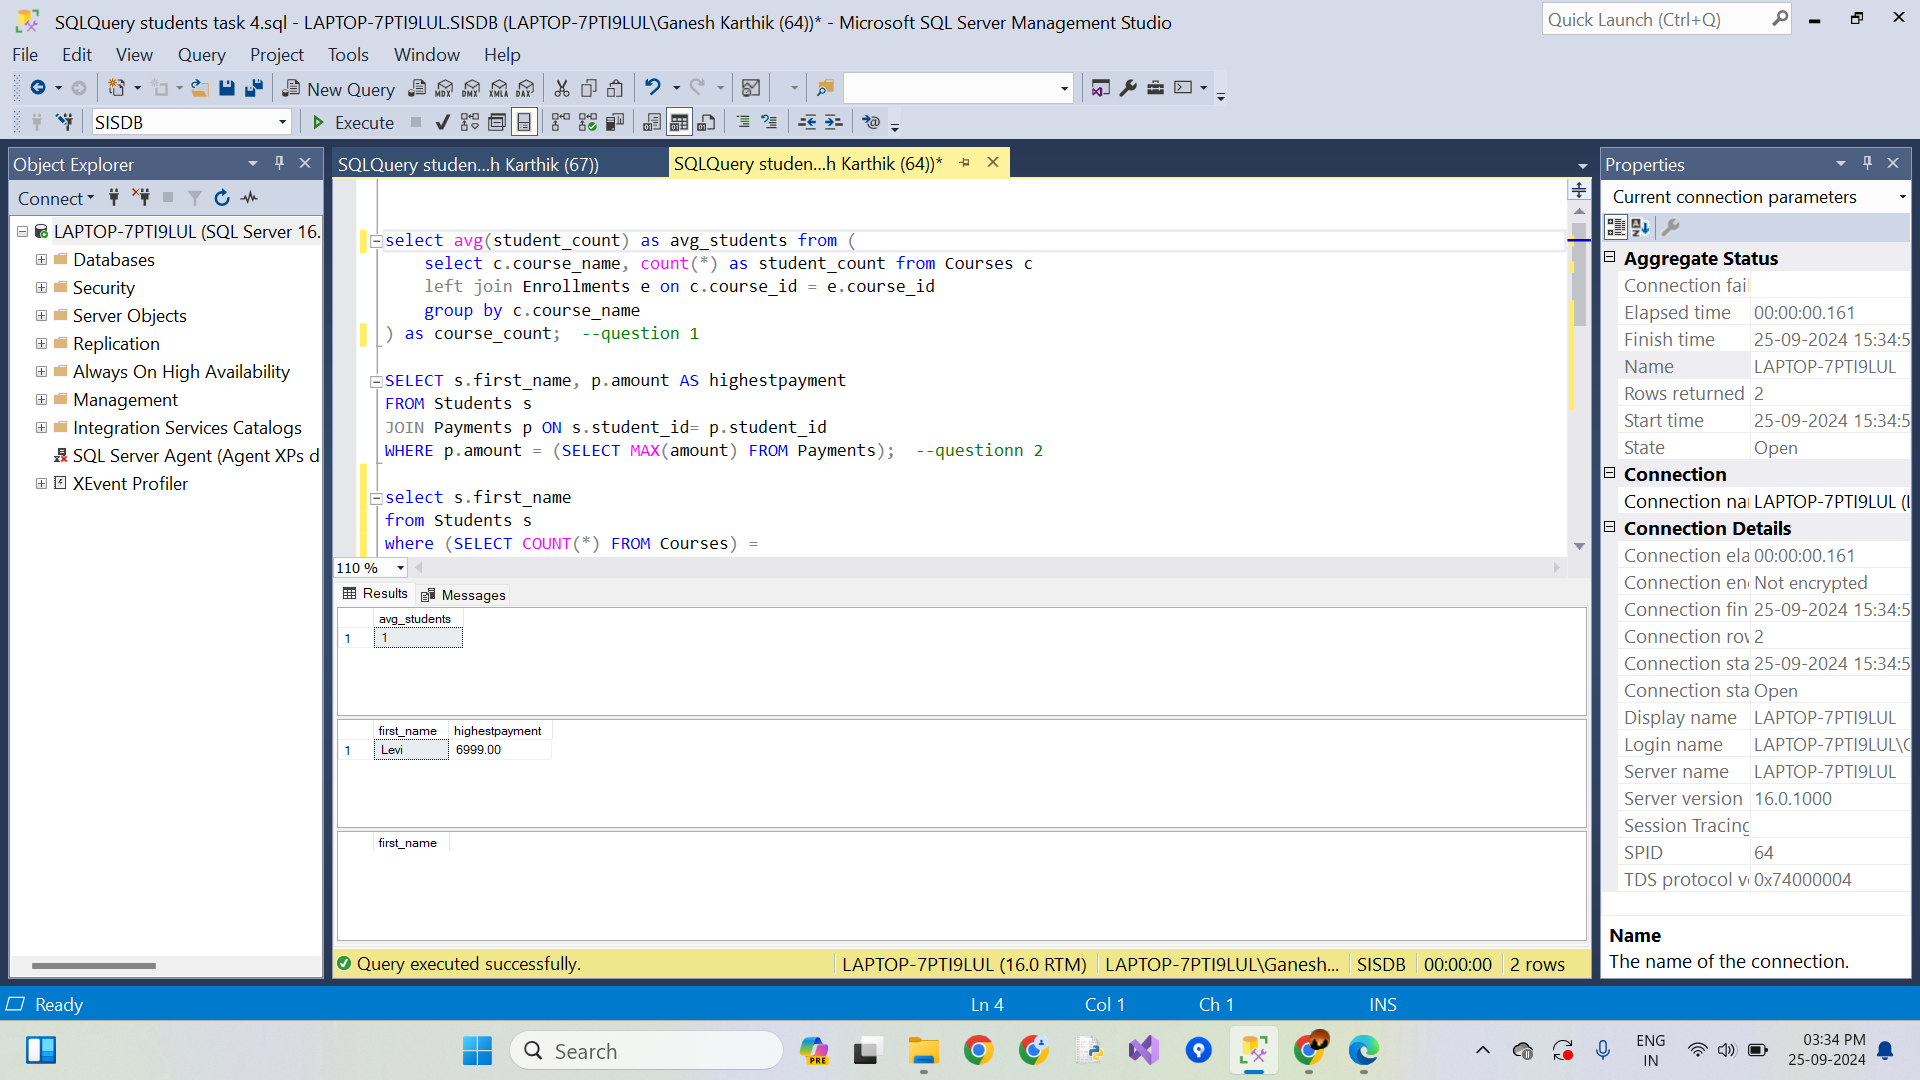 SQLQuery students task 4.sql - LAPTOP-7PTI9LUL.SISDB (LAPTOP-7PTI9LUL\Ganesh Karthik (64))* - Microsoft SQL Server Management Studio
Quick Launch (Ctrl+Q)
File Edit View Query Project Tools Window Help
New Query
MDX DMX XMLA DAX
SISDB
Execute
Object Explorer
Connect
LAPTOP-7PTI9LUL (SQL Server 16.
Databases
Security
Server Objects
Replication
Always On High Availability
Management
Integration Services Catalogs
SQL Server Agent (Agent XPs d
XEvent Profiler
SQLQuery studen...h Karthik (67))
SQLQuery studen...h Karthik (64))*
select avg(student_count) as avg_students from (
select c.course_name, count(*) as student_count from Courses c
left join Enrollments e on c.course_id = e.course_id
group by c.course_name
) as course_count;  --question 1
SELECT s.first_name, p.amount AS highestpayment
FROM Students s
JOIN Payments p ON s.student_id= p.student_id
WHERE p.amount = (SELECT MAX(amount) FROM Payments);  --questionn 2
select s.first_name
from Students s
where (SELECT COUNT(*) FROM Courses) =
110 %
Results Messages
avg_students
1 1
first_name highestpayment
1 Levi 6999.00
first_name
Query executed successfully.
LAPTOP-7PTI9LUL (16.0 RTM)
LAPTOP-7PTI9LUL\Ganesh...
SISDB
00:00:00
2 rows
Properties
Current connection parameters
Aggregate Status
Connection fail
Elapsed time 00:00:00.161
Finish time 25-09-2024 15:34:5
Name LAPTOP-7PTI9LUL
Rows returned 2
Start time 25-09-2024 15:34:5
State Open
Connection
Connection nar LAPTOP-7PTI9LUL (L
Connection Details
Connection ela 00:00:00.161
Connection en Not encrypted
Connection fin 25-09-2024 15:34:5
Connection rov 2
Connection sta 25-09-2024 15:34:5
Connection sta Open
Display name LAPTOP-7PTI9LUL
Login name LAPTOP-7PTI9LUL\G
Server name LAPTOP-7PTI9LUL
Server version 16.0.1000
Session Tracing
SPID 64
TDS protocol ve 0x74000004
Name
The name of the connection.
Ready
Ln 4
Col 1
Ch 1
INS
Search
PRE
ENG
IN
03:34 PM
25-09-2024